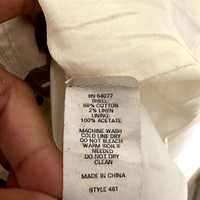 RN 64077
SHELL:
98% COTTON
2% LINEN
LINING:
100% ACETATE
MACHINE WASH
COLD LINE DRY
DO NOT BLEACH
WARM IRON IF
NEEDED
DO NOT DRY
CLEAN
MADE IN CHINA
STYLE 461